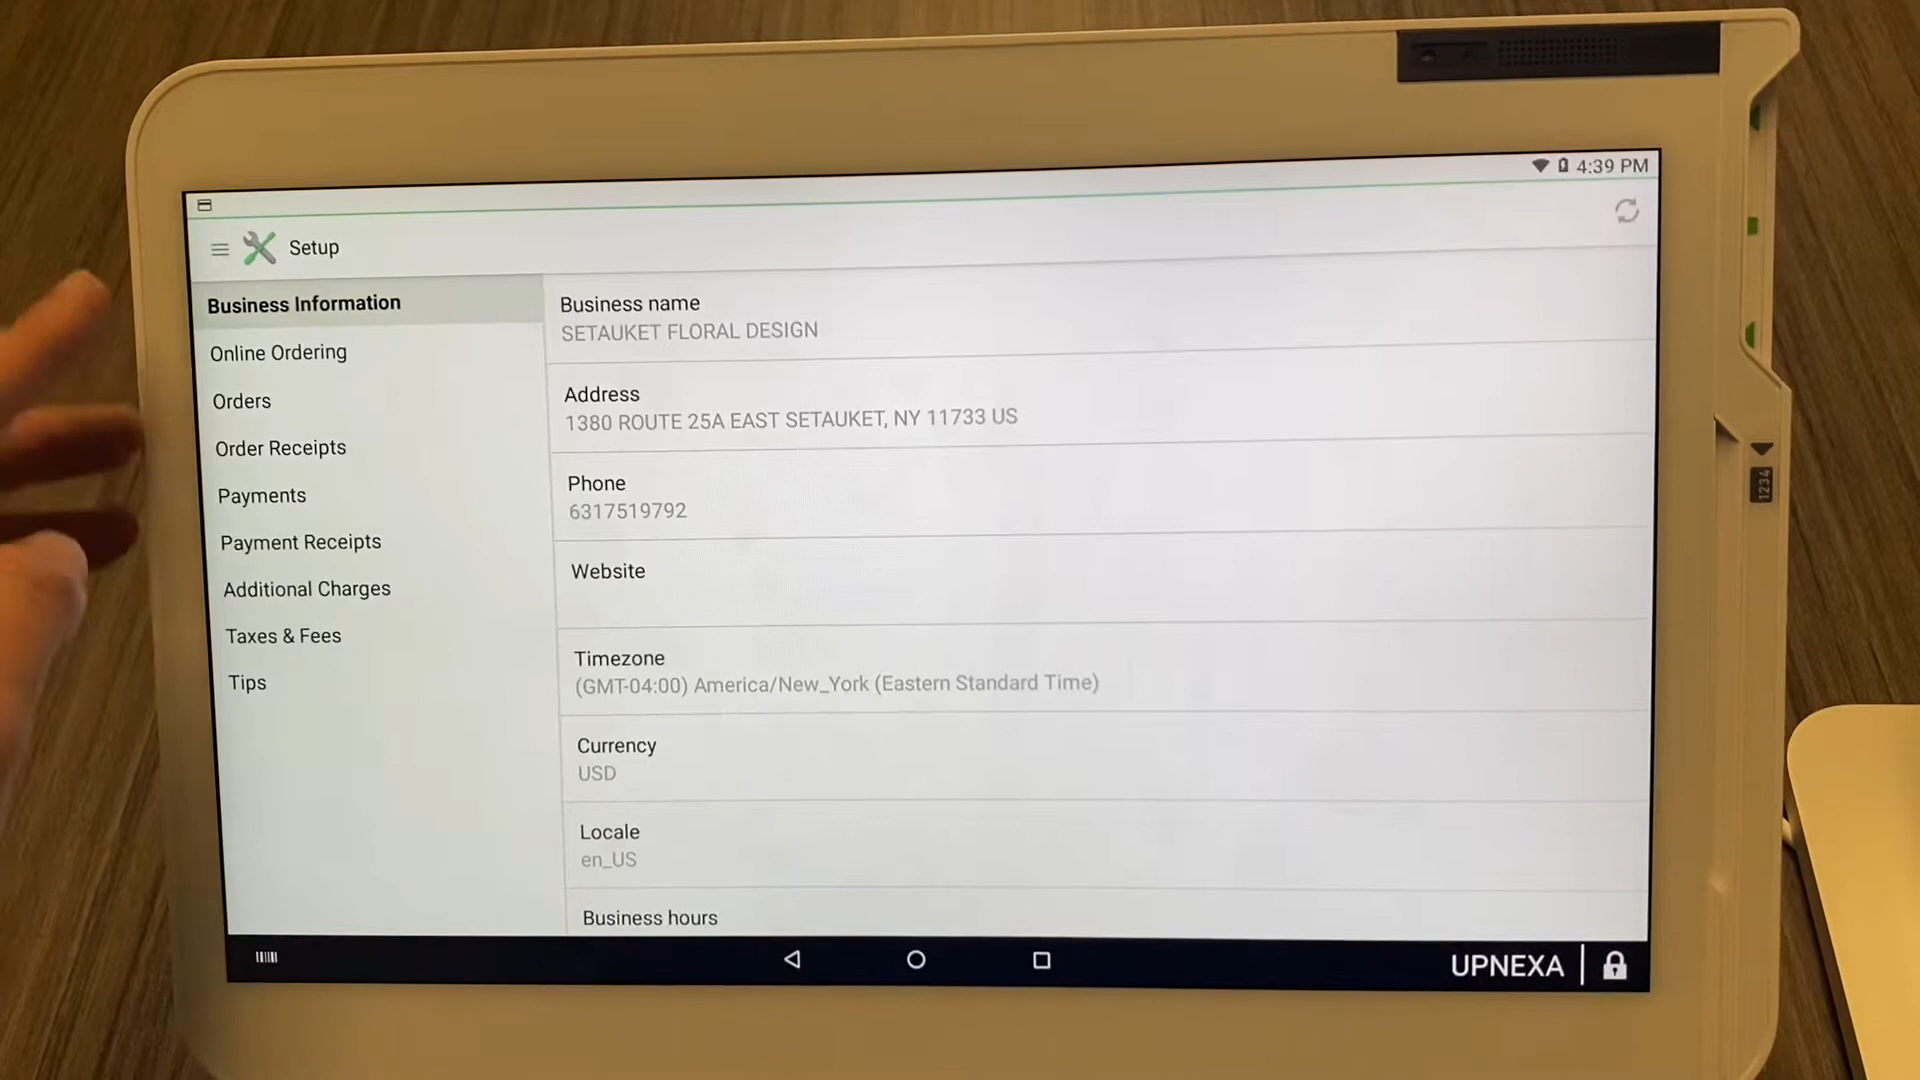 4:39 PM
Setup
Business Information
Online Ordering
Orders
Order Receipts
Payments
Payment Receipts
Additional Charges
Taxes & Fees
Tips
Business name
SETAUKET FLORAL DESIGN
Address
1380 ROUTE 25A EAST SETAUKET, NY 11733 US
Phone
6317519792
Website
Timezone
(GMT-04:00) America/New_York (Eastern Standard Time)
Currency
USD
Locale
en_US
Business hours
UPNEXA
1234